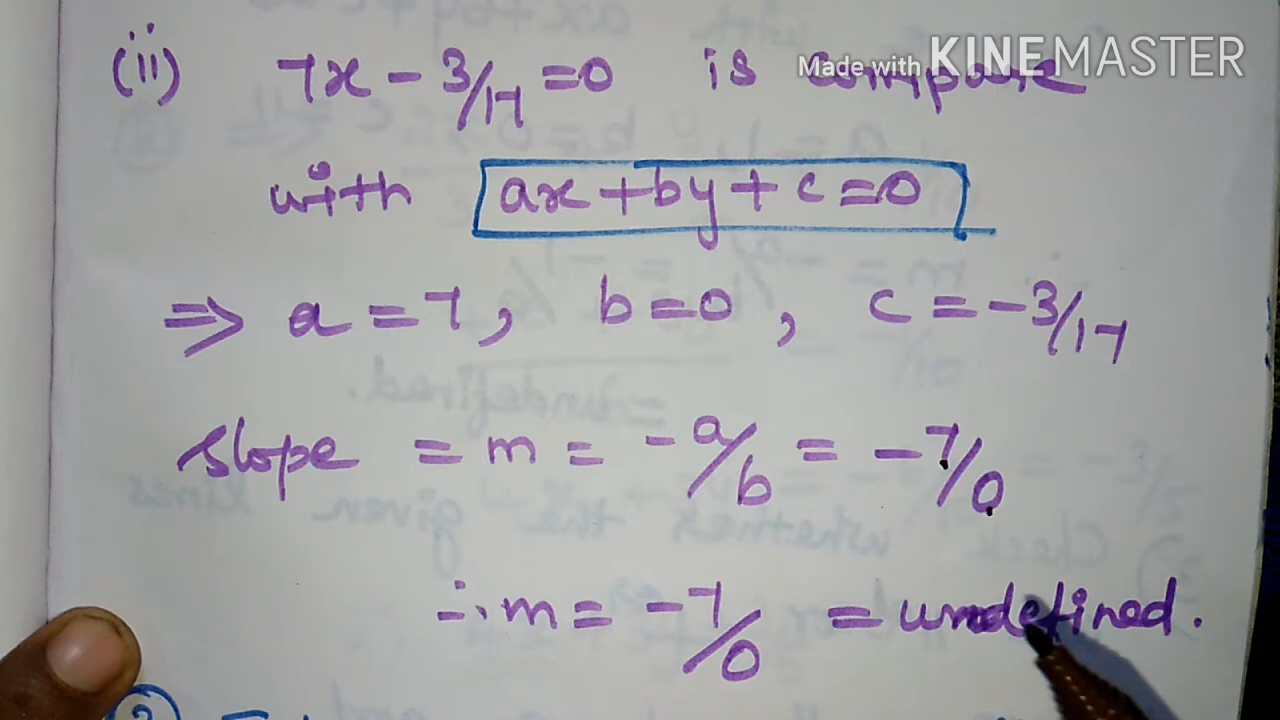 (ii) 7x - 3/17 = 0 is compare
Made with KINEMASTER
with ax + by + c = 0
⇒ a = 7, b = 0, c = -3/17
slope = m = -a/b = -7/0
∴ m = -7/0 = undefined.